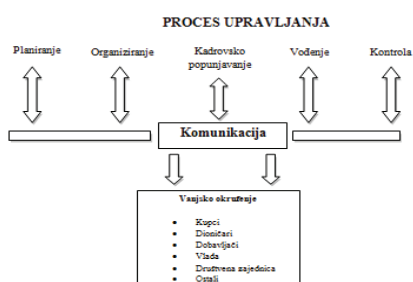 PROCES UPRAVLJANJA
Planiranje
Organiziranje
Kadrovsko
popunjavanje
Vođenje
Kontrola
Komunikacija
Vanjsko okruženje
Kupci
Dioničari
Dobavljači
Vlada
Društvena zajednica
Ostali